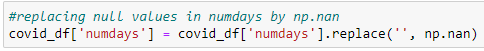 #replacing null values in numdays by np.nan
covid_df['numdays'] = covid_df['numdays'].replace('', np.nan)